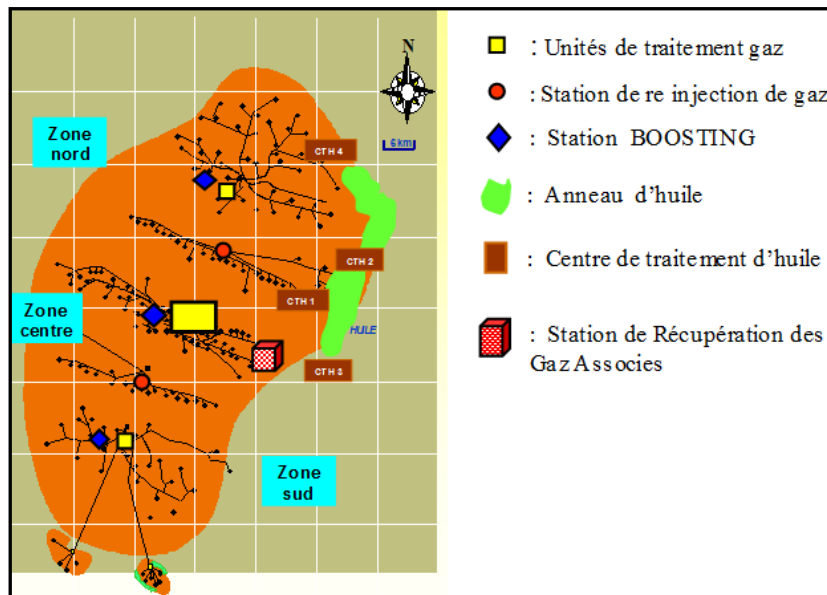 N
Zone
nord
CTH 4
6 km
CTH 2
CTH 1
Zone
centre
HULE
CTH 3
Zone
sud
: Unités de traitement gaz
: Station de re injection de gaz
: Station BOOSTING
: Anneau d'huile
: Centre de traitement d'huile
: Station de Récupération des
Gaz Associes